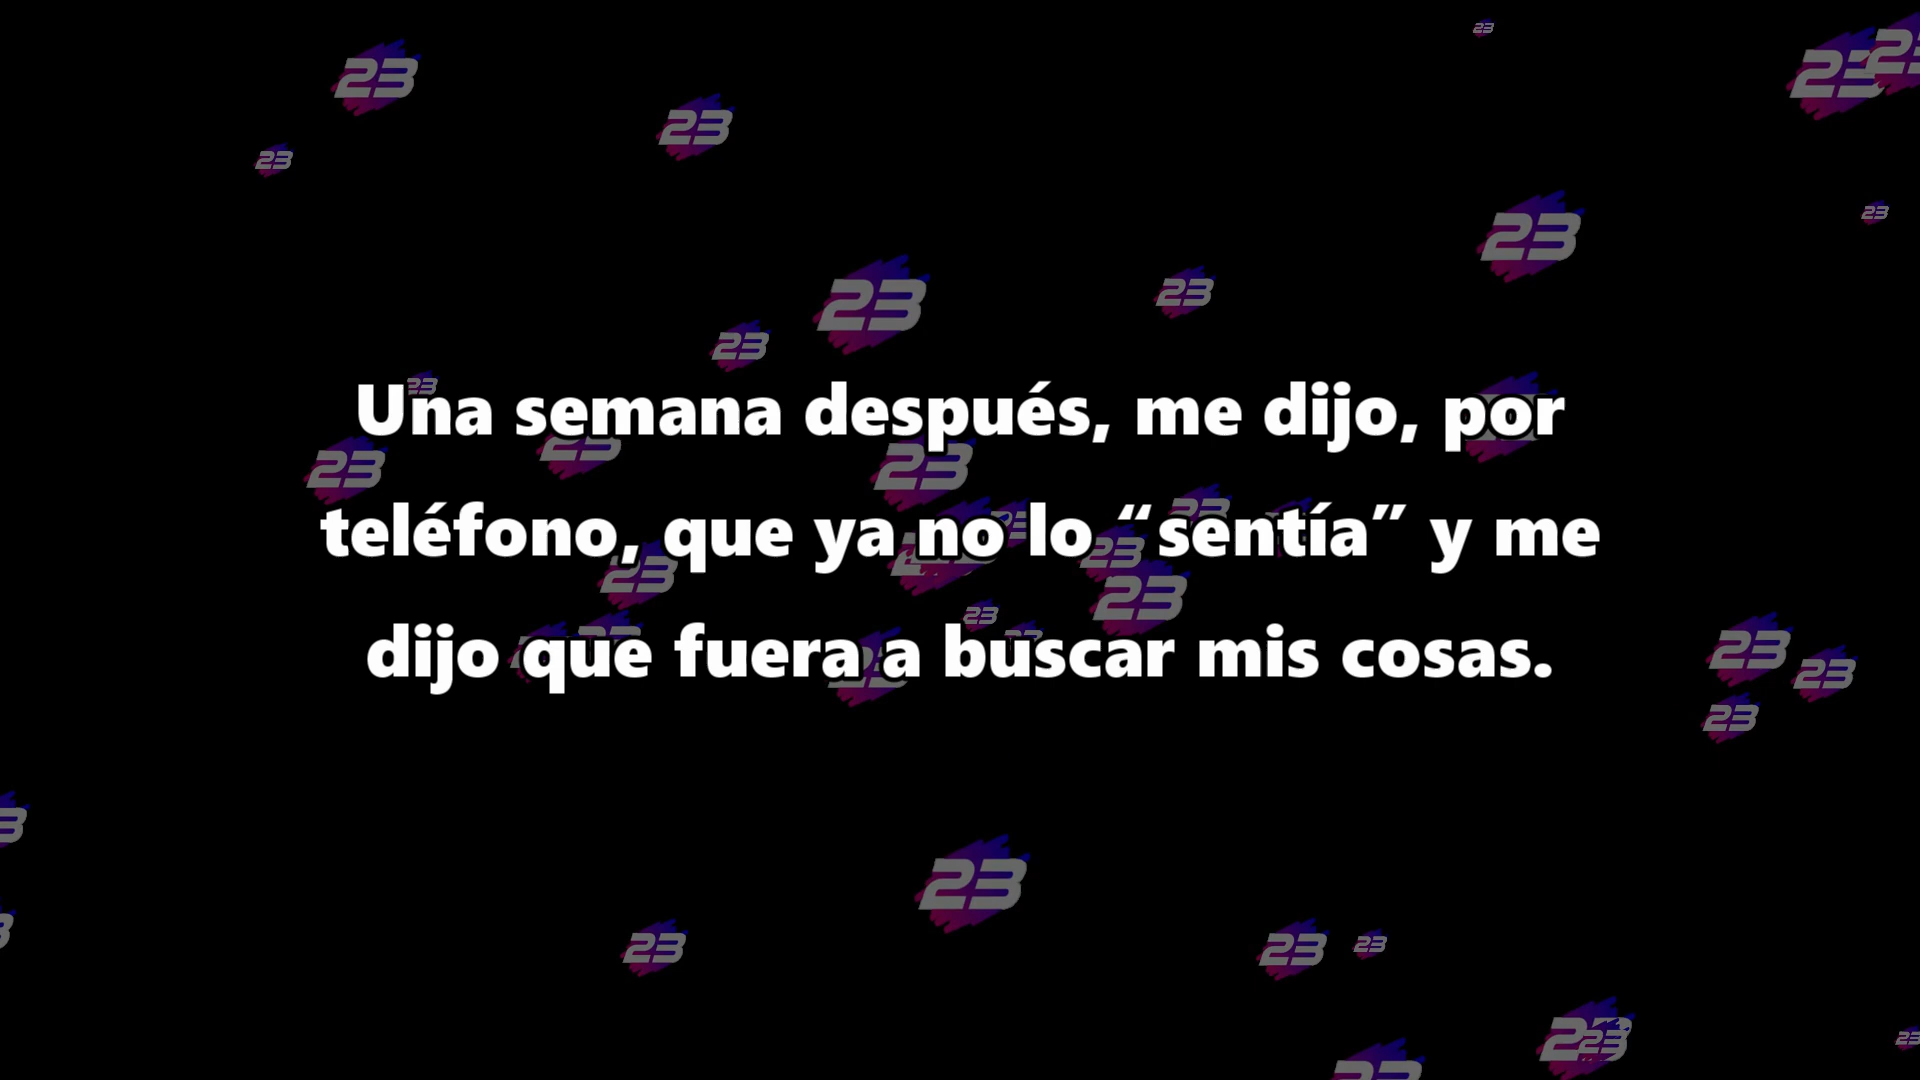 Una semana después, me dijo, por
teléfono, que ya no lo “sentía” y me
dijo que fuera a buscar mis cosas.
23